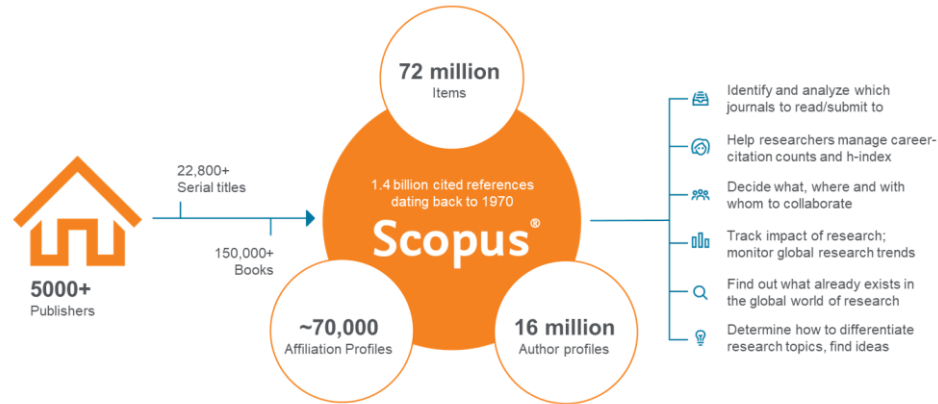 5000+
Publishers
22,800+
Serial titles
150,000+
Books
72 million
Items
1.4 billion cited references
dating back to 1970
Scopus®
~70,000
Affiliation Profiles
16 million
Author profiles
Identify and analyze which
journals to read/submit to
Help researchers manage career-
citation counts and h-index
Decide what, where and with
whom to collaborate
Track impact of research;
monitor global research trends
Find out what already exists in
the global world of research
Determine how to differentiate
research topics, find ideas